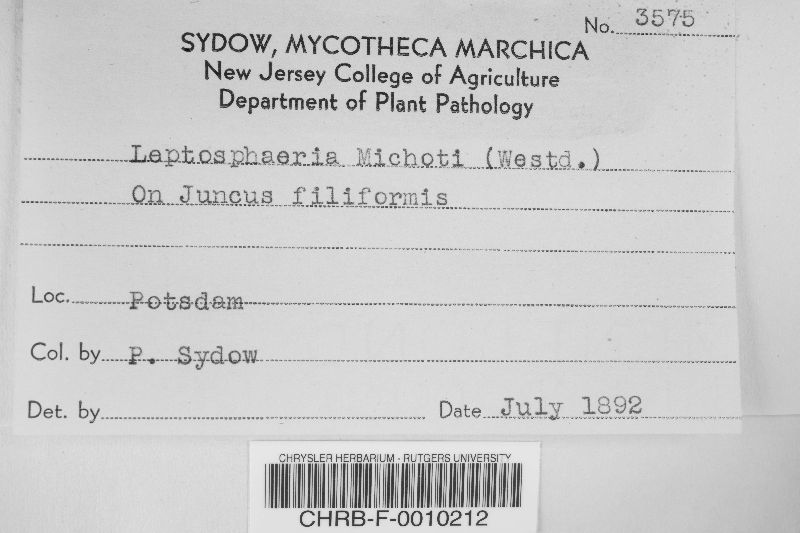 No. 3575
SYDOW, MYCOTHECA MARCHICA
New Jersey College of Agriculture
Department of Plant Pathology
Leptosphaeria Michoti (Westd.)
On Juncus filiformis
Loc. Potsdam
Col. by P. Sydow
Det. by Date July 1892
CHRYSLER HERBARIUM - RUTGERS UNIVERSITY
CHRB-F-0010212